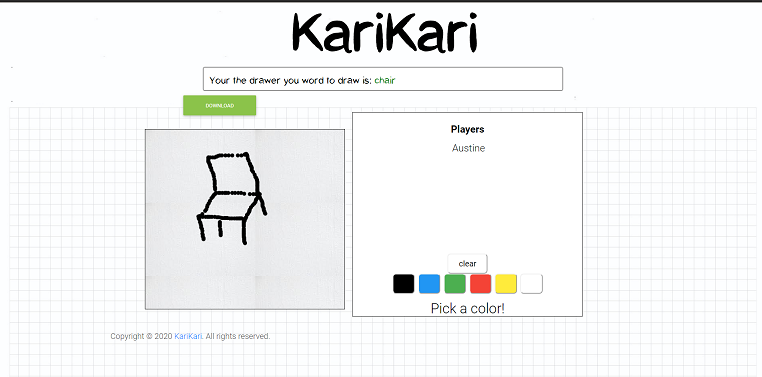 KariKari
Your the drawer you word to draw is: chair
DOWNLOAD
Players
Austine
clear
Pick a color!
Copyright © 2020 KariKari. All rights reserved.